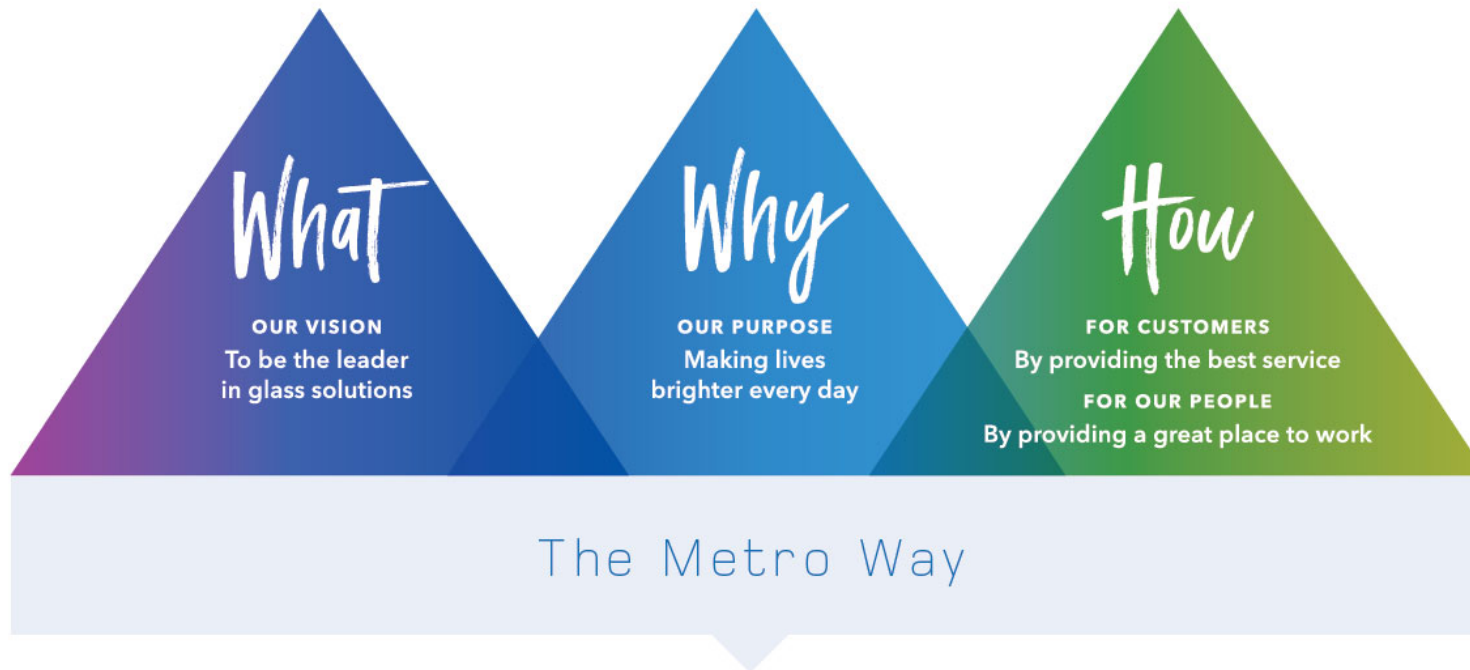 What
OUR VISION
To be the leader
in glass solutions
Why
OUR PURPOSE
Making lives
brighter every day
How
FOR CUSTOMERS
By providing the best service
FOR OUR PEOPLE
By providing a great place to work
The Metro Way